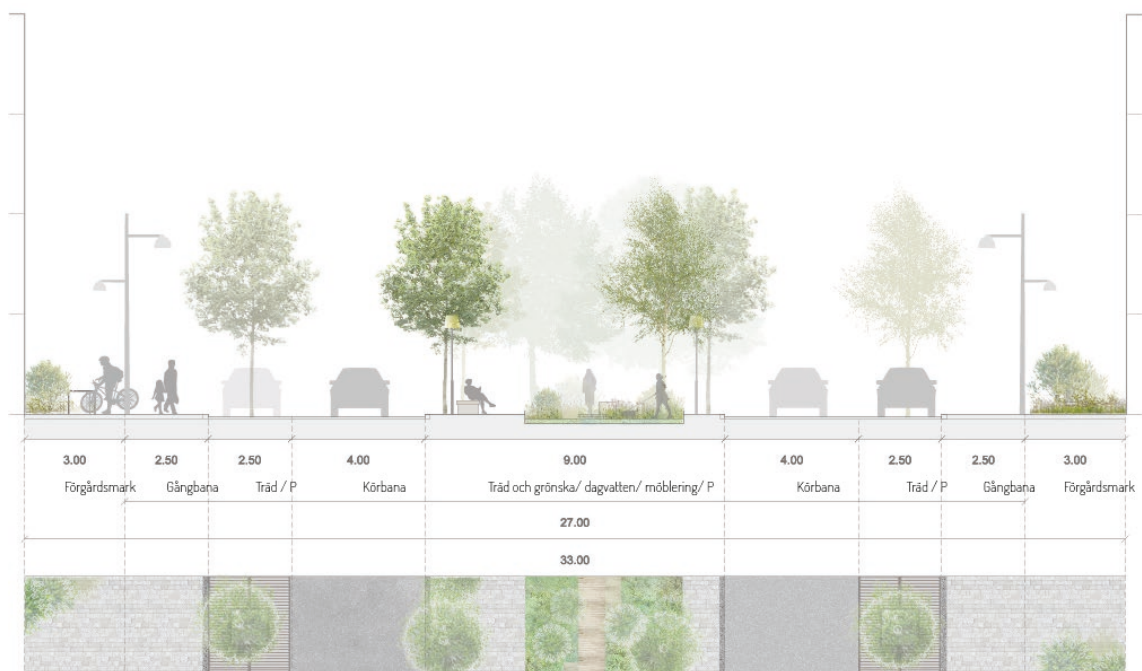 3.00 2.50 2.50 4.00 9.00 4.00 2.50 2.50 3.00
Förgårdsmark Gångbana Träd / P Körbana Träd och grönska/ dagvatten/ möblering/ P Körbana Träd / P Gångbana Förgårdsmark
27.00
33.00